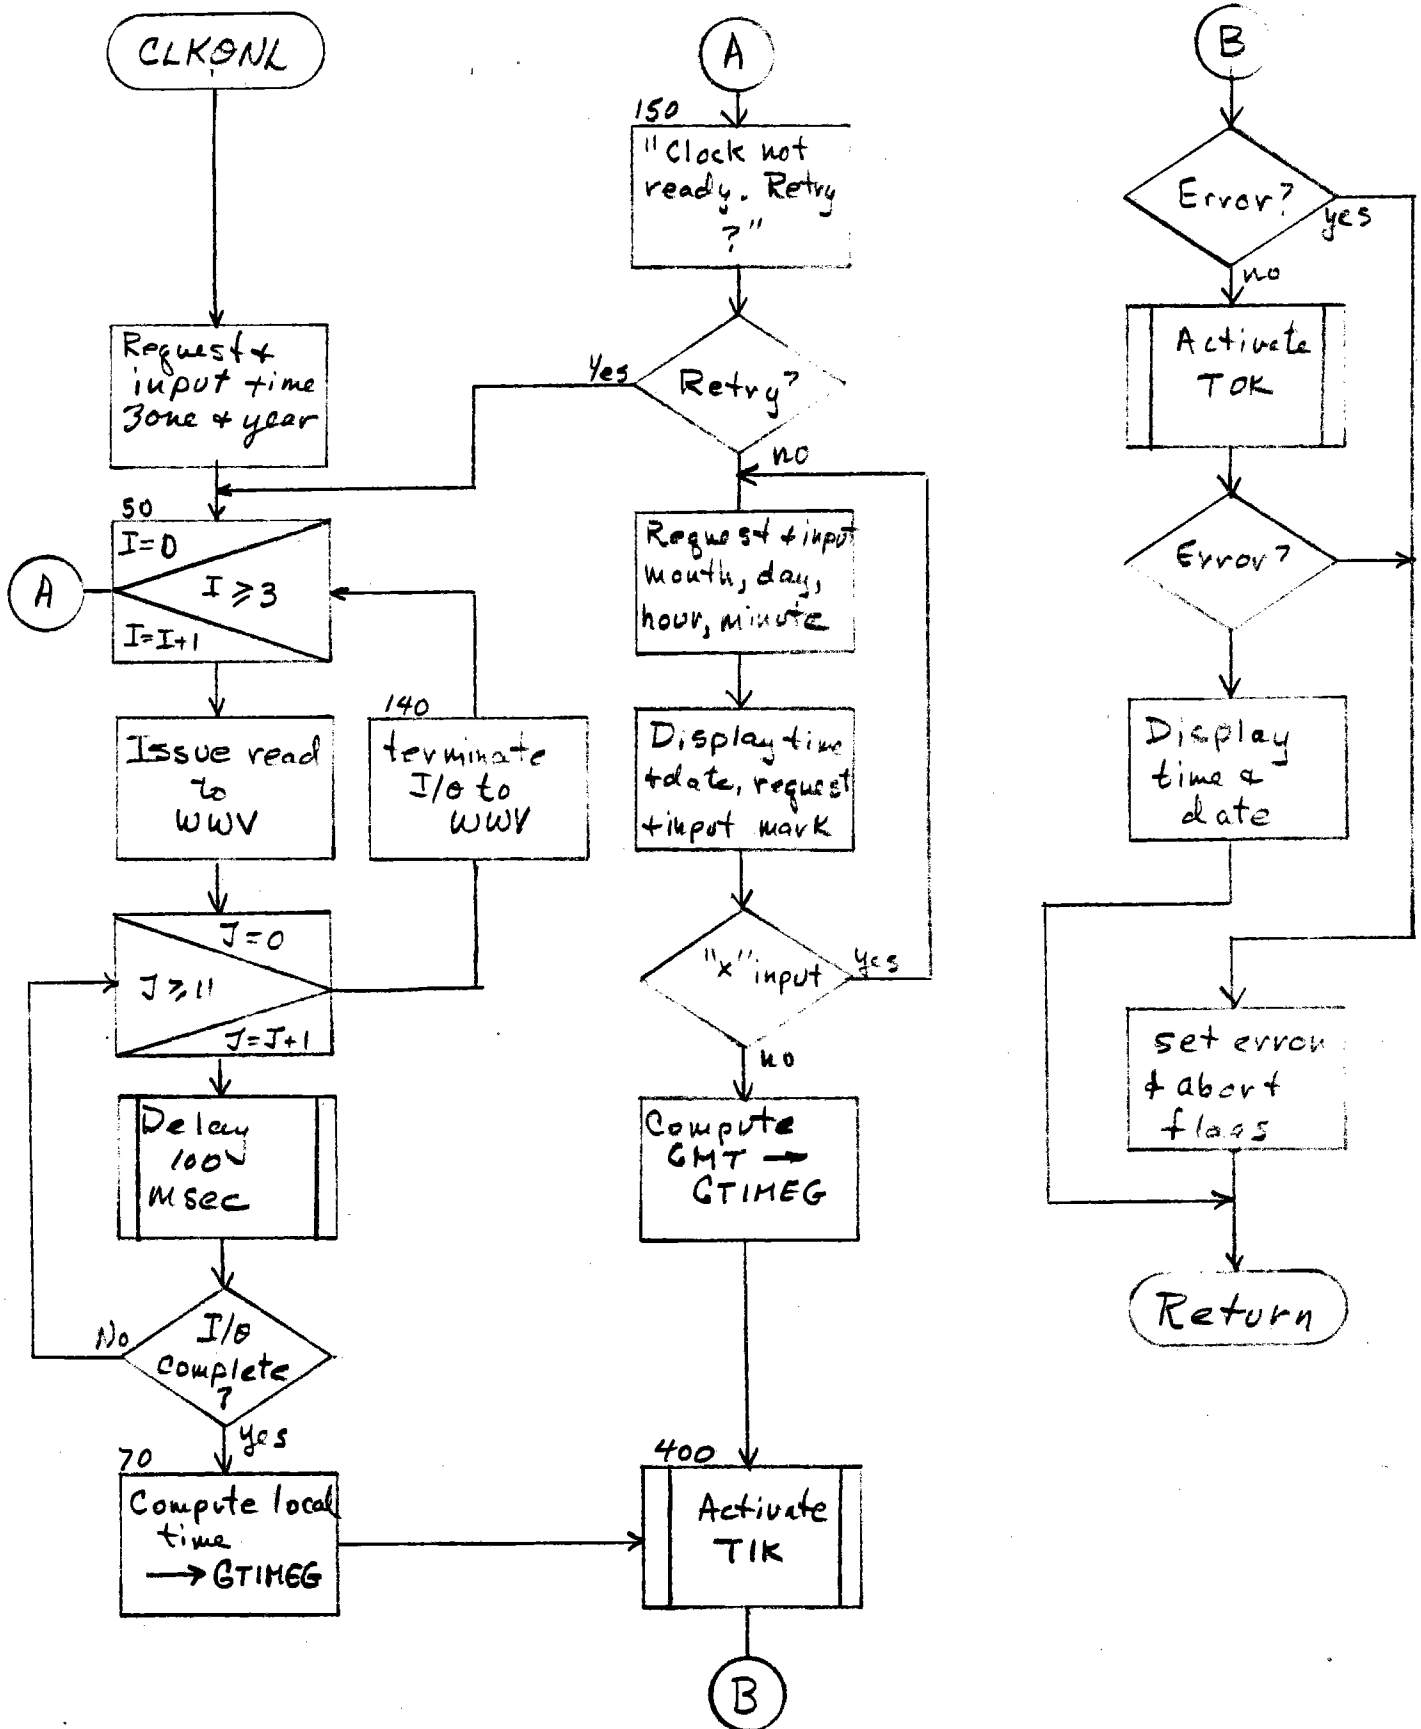 CLKONL
Request +
input time
zone + year
50
I=0
I ≥ 3
I=I+1
A
Issue read
to
WWV
140
terminate
I/O to
WWV
J=0
J ≥ 11
J=J+1
Delay
100
msec
No
I/O
complete
?
yes
70
Compute local
time
→ GTIMEG
A
150
"Clock not
ready. Retry
?"
Yes
Retry?
no
Request + input
month, day,
hour, minute
Display time
+ date, request
+ input mark
"x" input
yes
no
Compute
GMT →
GTIMEG
400
Activate
TIK
B
B
Error?
yes
no
Activate
TOK
Error?
Display
time &
date
set error
& abort
flags
Return